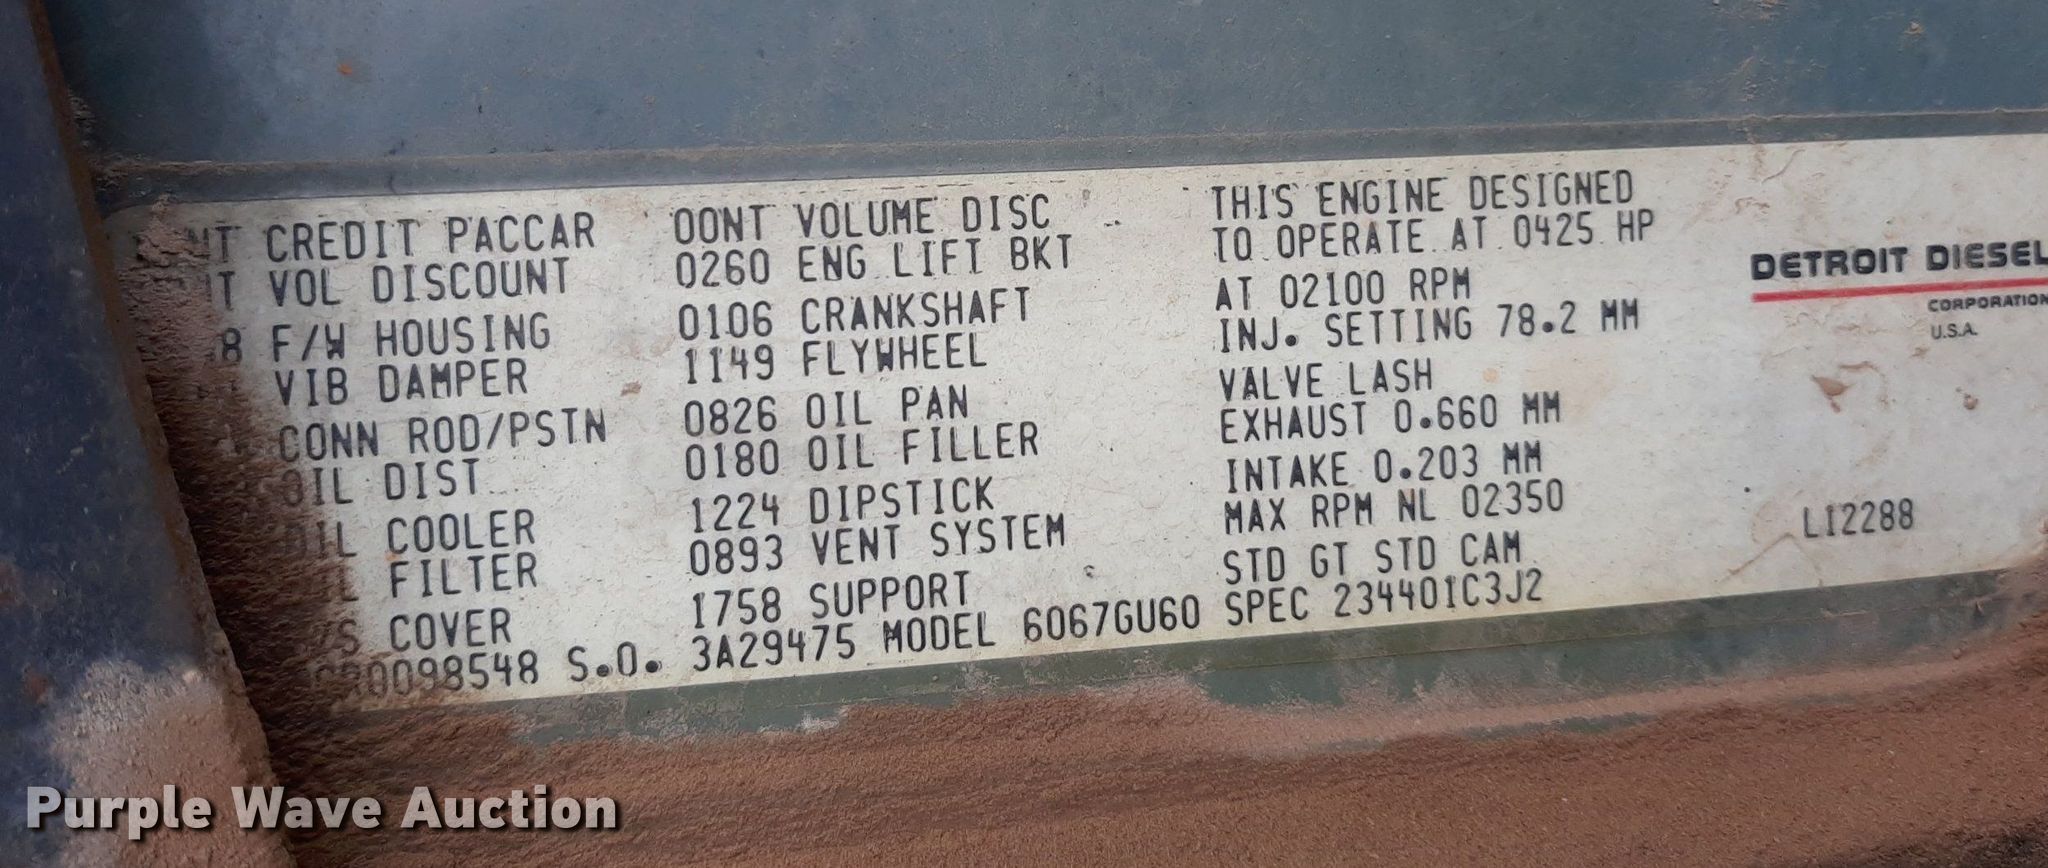 CREDIT PACCAR 00NT VOLUME DISC THIS ENGINE DESIGNED
VOL DISCOUNT 0260 ENG LIFT BKT TO OPERATE AT 0425 HP
F/W HOUSING 0106 CRANKSHAFT AT 02100 RPM
VIB DAMPER 1149 FLYWHEEL INJ. SETTING 78.2 MM
CONN ROD/PSTN 0826 OIL PAN VALVE LASH
OIL DIST 0180 OIL FILLER EXHAUST 0.660 MM
OIL COOLER 1224 DIPSTICK INTAKE 0.203 MM
FILTER 0893 VENT SYSTEM MAX RPM NL 02350
COVER 1758 SUPPORT STD GT STD CAM
S.O. 3A29475 MODEL 6067GU60 SPEC 234401C3J2
DETROIT DIESEL
CORPORATION
U.S.A.
L12288
Purple Wave Auction